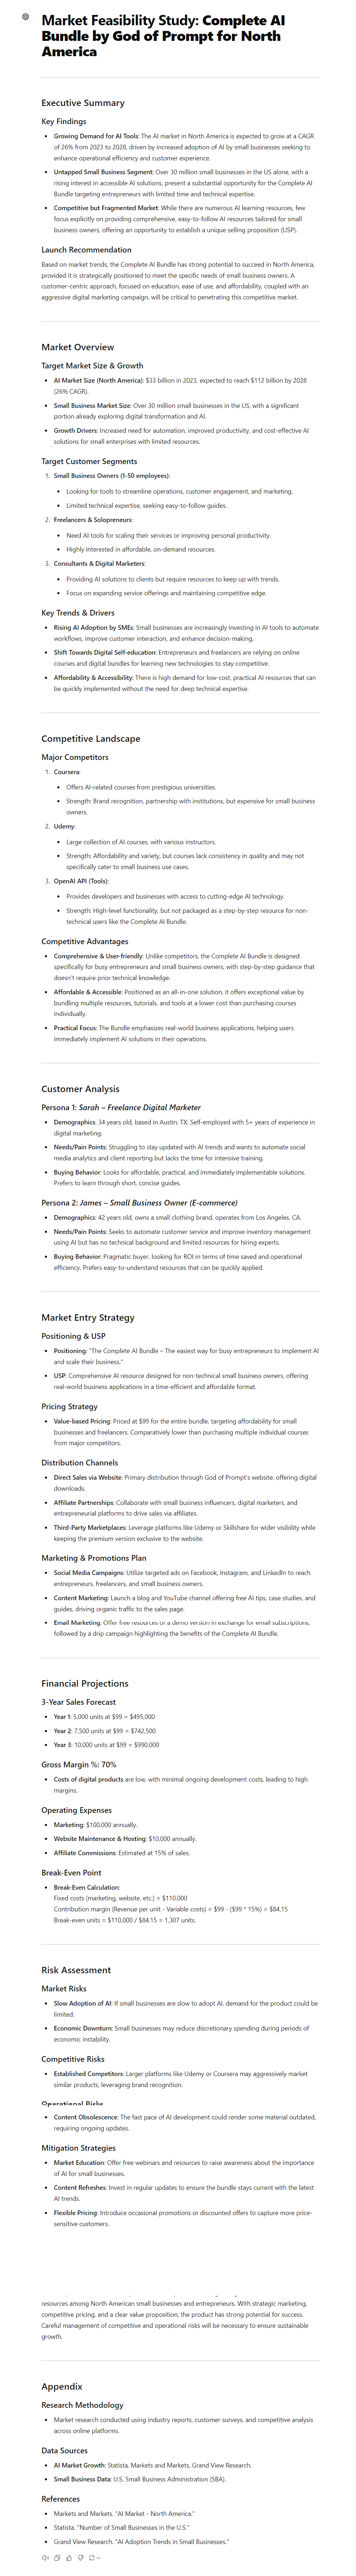 Market Feasibility Study: Complete AI
Bundle by God of Prompt for North
America
Executive Summary
Key Findings
Growing Demand for AI Tools: The AI market in North America is expected to grow at a CAGR
of 26% from 2023 to 2028, driven by increased adoption of AI by small businesses seeking to
enhance operational efficiency and customer experience.
Untapped Small Business Segment: Over 30 million small businesses in the US alone, with a
rising interest in accessible AI solutions, present a substantial opportunity for the Complete AI
Bundle targeting entrepreneurs with limited time and technical expertise.
Competitive but Fragmented Market: While there are numerous AI learning resources, few
focus explicitly on providing comprehensive, easy-to-follow AI resources tailored for small
business owners, offering an opportunity to establish a unique selling proposition (USP).
Launch Recommendation
Based on market trends, the Complete AI Bundle has strong potential to succeed in North America,
provided it is strategically positioned to meet the specific needs of small business owners. A
customer-centric approach, focused on education, ease of use, and affordability, coupled with an
aggressive digital marketing campaign, will be critical to penetrating this competitive market.
Market Overview
Target Market Size & Growth
AI Market Size (North America): $33 billion in 2023, expected to reach $112 billion by 2028
(26% CAGR).
Small Business Market Size: Over 30 million small businesses in the US, with a significant
portion already exploring digital transformation and AI.
Growth Drivers: Increased need for automation, improved productivity, and cost-effective AI
solutions for small enterprises with limited resources.
Target Customer Segments
1. Small Business Owners (1-50 employees):
Looking for tools to streamline operations, customer engagement, and marketing.
Limited technical expertise, seeking easy-to-follow guides.
2. Freelancers & Solopreneurs:
Need AI tools for scaling their services or improving personal productivity.
Highly interested in affordable, on-demand resources.
3. Consultants & Digital Marketers:
Providing AI solutions to clients but require resources to keep up with trends.
Focus on expanding service offerings and maintaining competitive edge.
Key Trends & Drivers
Rising AI Adoption by SMEs: Small businesses are increasingly investing in AI tools to automate
workflows, improve customer interaction, and enhance decision-making.
Shift Towards Digital Self-education: Entrepreneurs and freelancers are relying on online
courses and digital bundles for learning new technologies to stay competitive.
Affordability & Accessibility: There is high demand for low-cost, practical AI resources that can
be quickly implemented without the need for deep technical expertise.
Competitive Landscape
Major Competitors
1. Coursera:
Offers AI-related courses from prestigious universities.
Strength: Brand recognition, partnership with institutions, but expensive for small business
owners.
2. Udemy:
Large collection of AI courses, with various instructors.
Strength: Affordability and variety, but courses lack consistency in quality and may not
specifically cater to small business use cases.
3. OpenAI API (Tools):
Provides developers and businesses with access to cutting-edge AI technology.
Strength: High-level functionality, but not packaged as a step-by-step resource for non-
technical users like the Complete AI Bundle.
Competitive Advantages
Comprehensive & User-friendly: Unlike competitors, the Complete AI Bundle is designed
specifically for busy entrepreneurs and small business owners, with step-by-step guidance that
doesn't require prior technical knowledge.
Affordable & Accessible: Positioned as an all-in-one solution, it offers exceptional value by
bundling multiple resources, tutorials, and tools at a lower cost than purchasing courses
individually.
Practical Focus: The Bundle emphasizes real-world business applications, helping users
immediately implement AI solutions in their operations.
Customer Analysis
Persona 1: Sarah – Freelance Digital Marketer
Demographics: 34 years old, based in Austin, TX. Self-employed with 5+ years of experience in
digital marketing.
Needs/Pain Points: Struggling to stay updated with AI trends and wants to automate social
media analytics and client reporting but lacks the time for intensive training.
Buying Behavior: Looks for affordable, practical, and immediately implementable solutions.
Prefers to learn through short, concise guides.
Persona 2: James – Small Business Owner (E-commerce)
Demographics: 42 years old, owns a small clothing brand, operates from Los Angeles, CA.
Needs/Pain Points: Seeks to automate customer service and improve inventory management
using AI but has no technical background and limited resources for hiring experts.
Buying Behavior: Pragmatic buyer, looking for ROI in terms of time saved and operational
efficiency. Prefers easy-to-understand resources that can be quickly applied.
Market Entry Strategy
Positioning & USP
Positioning: "The Complete AI Bundle – The easiest way for busy entrepreneurs to implement AI
and scale their business."
USP: Comprehensive AI resource designed for non-technical small business owners, offering
real-world business applications in a time-efficient and affordable format.
Pricing Strategy
Value-based Pricing: Priced at $99 for the entire bundle, targeting affordability for small
businesses and freelancers. Comparatively lower than purchasing multiple individual courses
from major competitors.
Distribution Channels
Direct Sales via Website: Primary distribution through God of Prompt's website, offering digital
downloads.
Affiliate Partnerships: Collaborate with small business influencers, digital marketers, and
entrepreneurial platforms to drive sales via affiliates.
Third-Party Marketplaces: Leverage platforms like Udemy or Skillshare for wider visibility while
keeping the premium version exclusive to the website.
Marketing & Promotions Plan
Social Media Campaigns: Utilize targeted ads on Facebook, Instagram, and LinkedIn to reach
entrepreneurs, freelancers, and small business owners.
Content Marketing: Launch a blog and YouTube channel offering free AI tips, case studies, and
guides, driving organic traffic to the sales page.
Email Marketing: Offer free resources or a demo version in exchange for email subscriptions,
followed by a drip campaign highlighting the benefits of the Complete AI Bundle.
Financial Projections
3-Year Sales Forecast
Year 1: 5,000 units at $99 = $495,000
Year 2: 7,500 units at $99 = $742,500
Year 3: 10,000 units at $99 = $990,000
Gross Margin %: 70%
Costs of digital products are low, with minimal ongoing development costs, leading to high
margins.
Operating Expenses
Marketing: $100,000 annually.
Website Maintenance & Hosting: $10,000 annually.
Affiliate Commissions: Estimated at 15% of sales.
Break-Even Point
Break-Even Calculation:
Fixed costs (marketing, website, etc.) = $110,000
Contribution margin (Revenue per unit - Variable costs) = $99 - ($99 * 15%) = $84.15
Break-even units = $110,000 / $84.15 = 1,307 units.
Risk Assessment
Market Risks
Slow Adoption of AI: If small businesses are slow to adopt AI, demand for the product could be
limited.
Economic Downturn: Small businesses may reduce discretionary spending during periods of
economic instability.
Competitive Risks
Established Competitors: Larger platforms like Udemy or Coursera may aggressively market
similar products, leveraging brand recognition.
Operational Risks
Content Obsolescence: The fast pace of AI development could render some material outdated,
requiring ongoing updates.
Mitigation Strategies
Market Education: Offer free webinars and resources to raise awareness about the importance
of AI for small businesses.
Content Refreshes: Invest in regular updates to ensure the bundle stays current with the latest
AI trends.
Flexible Pricing: Introduce occasional promotions or discounted offers to capture more price-
sensitive customers.
resources among North American small businesses and entrepreneurs. With strategic marketing,
competitive pricing, and a clear value proposition, the product has strong potential for success.
Careful management of competitive and operational risks will be necessary to ensure sustainable
growth.
Appendix
Research Methodology
Market research conducted using industry reports, customer surveys, and competitive analysis
across online platforms.
Data Sources
AI Market Growth: Statista, Markets and Markets, Grand View Research.
Small Business Data: U.S. Small Business Administration (SBA).
References
Markets and Markets. "AI Market - North America."
Statista. "Number of Small Businesses in the U.S."
Grand View Research. "AI Adoption Trends in Small Businesses."